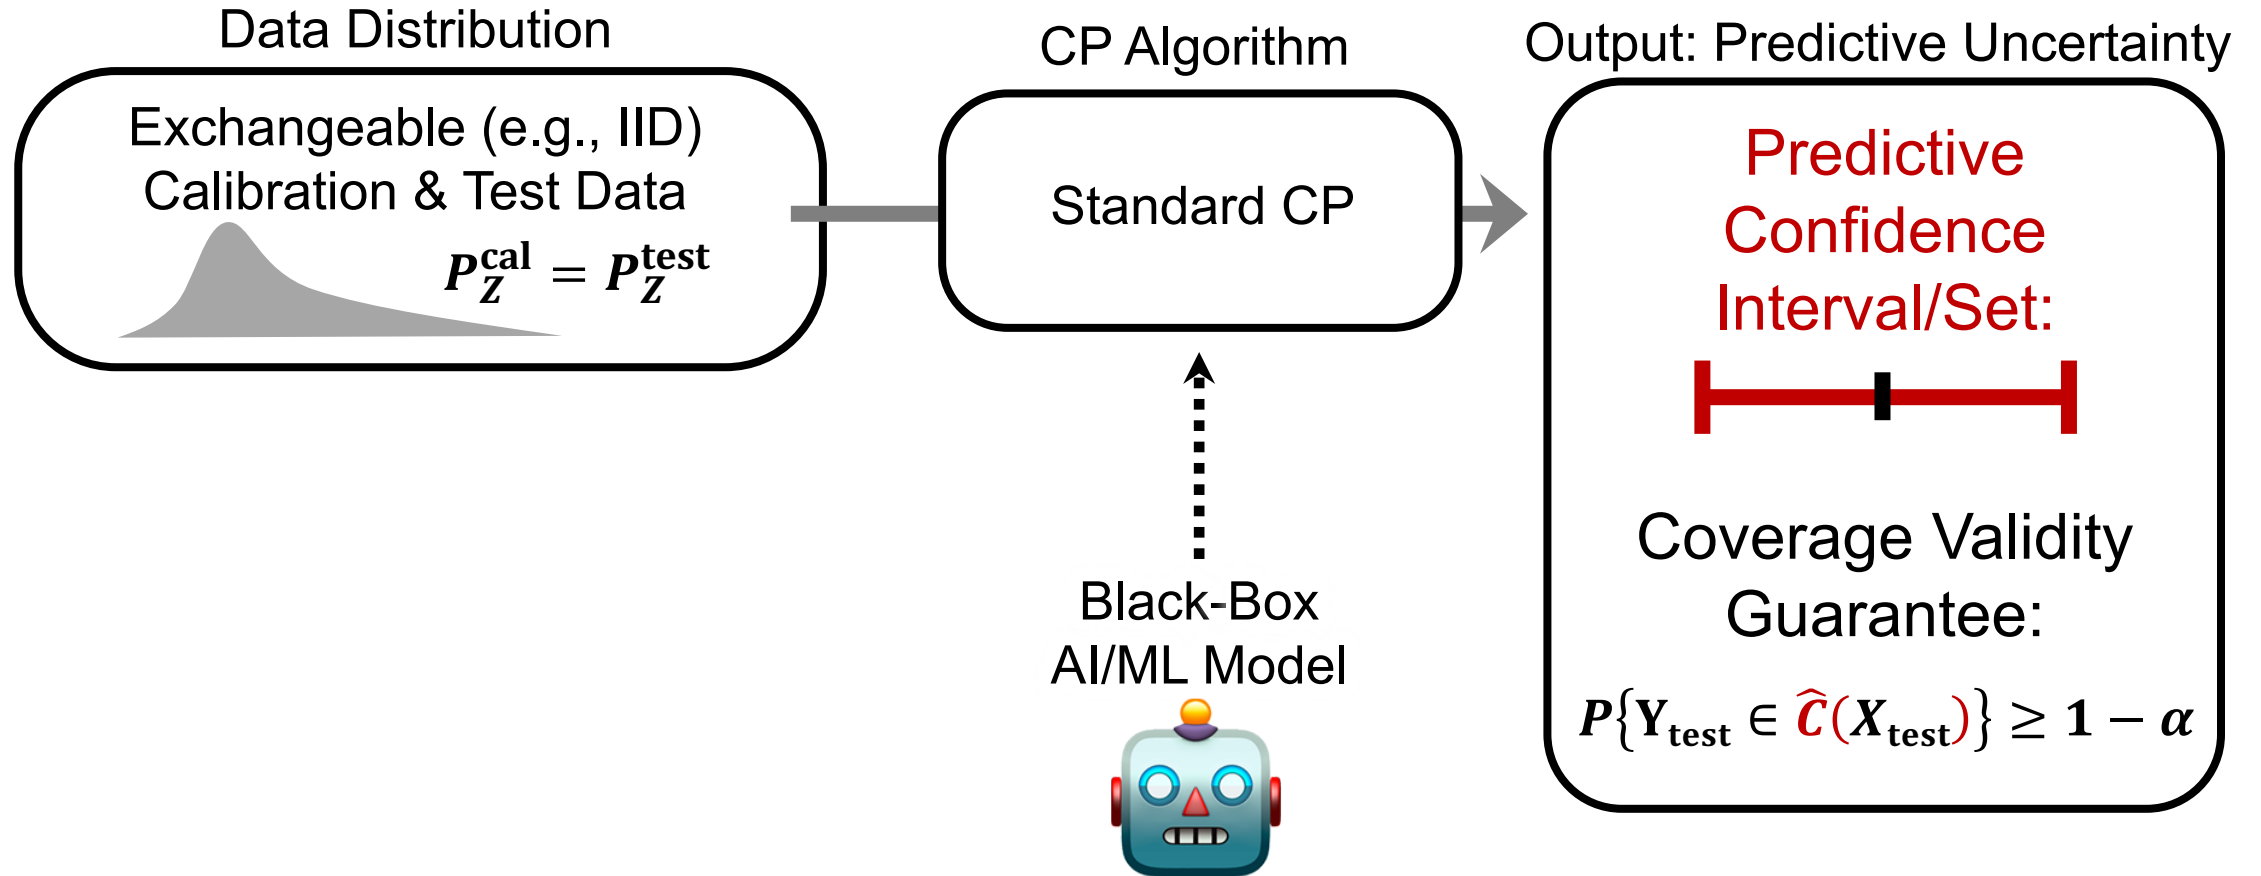 Data Distribution
Exchangeable (e.g., IID)
Calibration & Test Data
P_Z^cal = P_Z^test
CP Algorithm
Standard CP
Black-Box
AI/ML Model
Output: Predictive Uncertainty
Predictive
Confidence
Interval/Set:
Coverage Validity
Guarantee:
P{Y_test ∈ Ĉ(X_test)} ≥ 1 − α